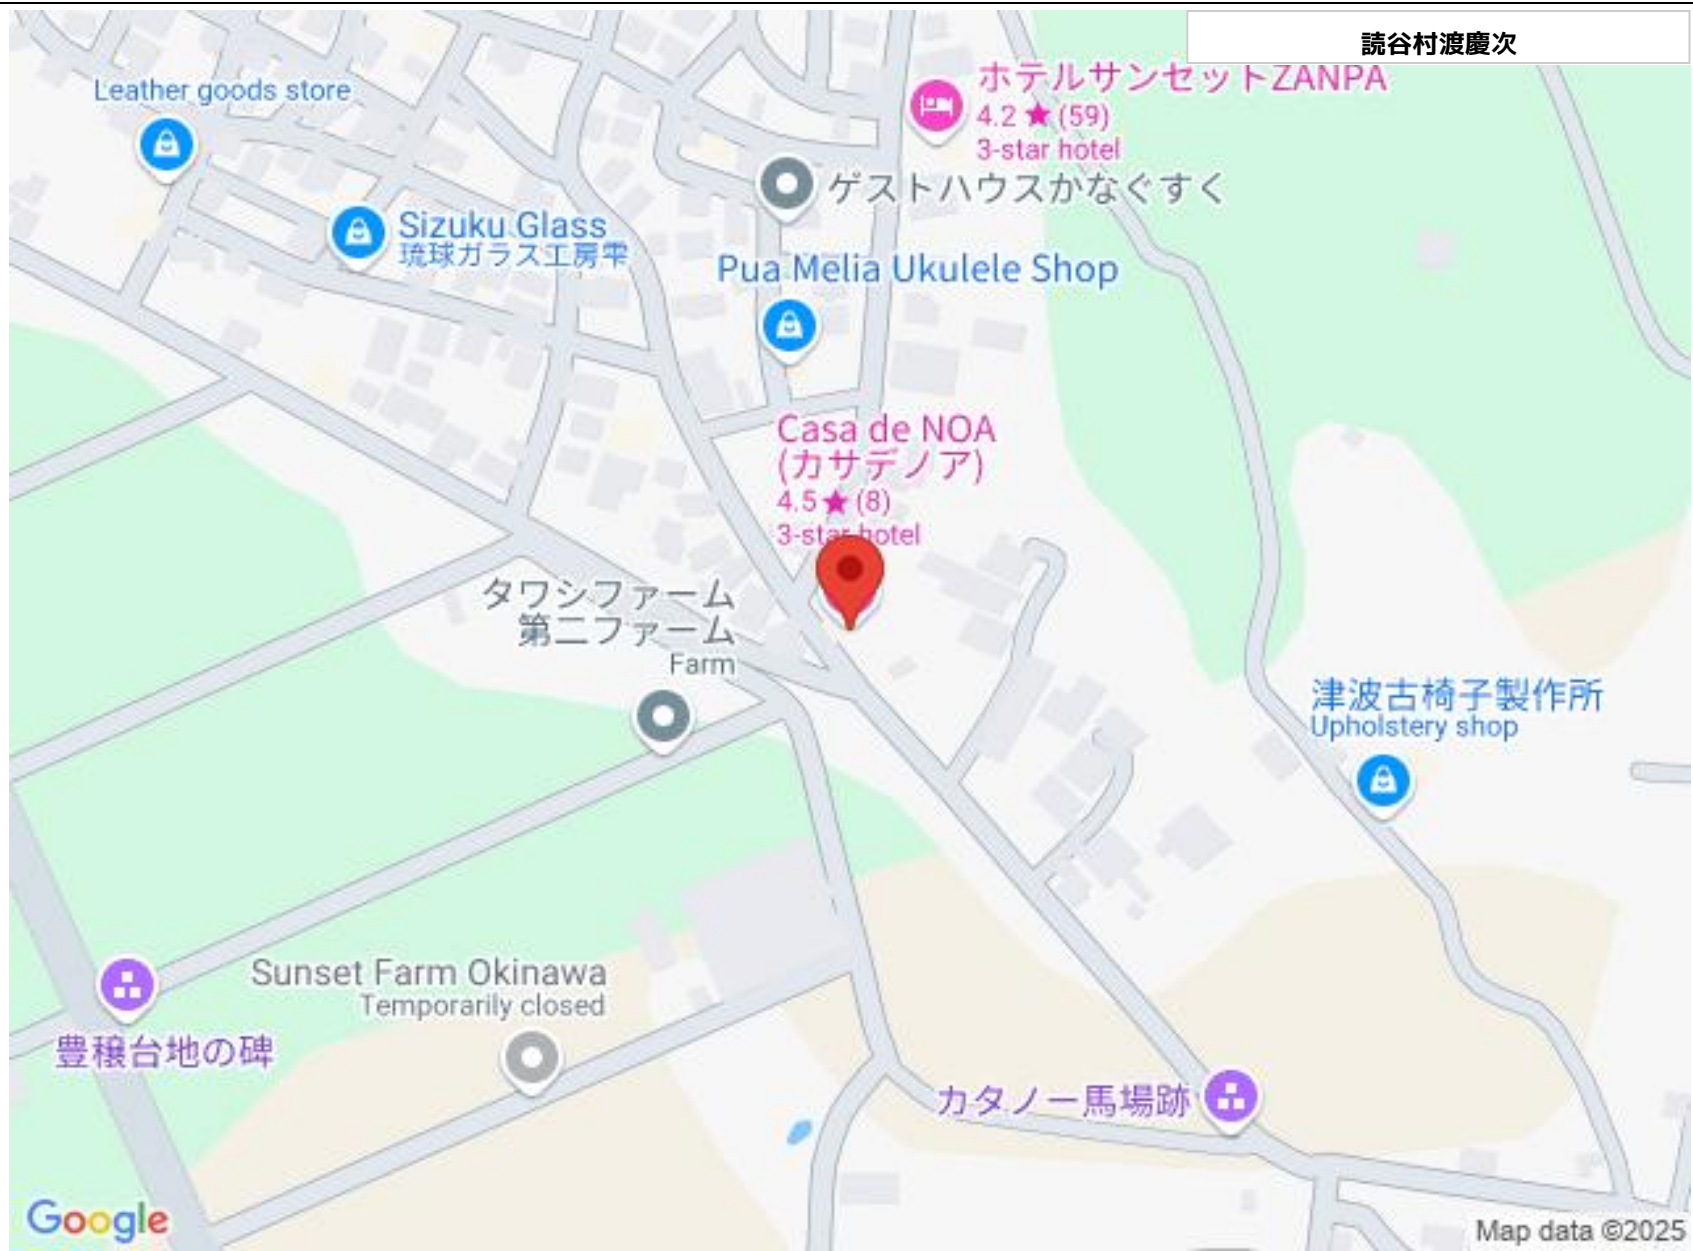 読谷村渡慶次
ホテルサンセットZANPA
4.2 ★ (59)
3-star hotel
Leather goods store
ゲストハウスかなぐすく
Sizuku Glass
琉球ガラス工房雫
Pua Melia Ukulele Shop
Casa de NOA
(カサデノア)
4.5 ★ (8)
3-star hotel
タワシファーム
第二ファーム
Farm
津波古椅子製作所
Upholstery shop
Sunset Farm Okinawa
Temporarily closed
豊穣台地の碑
カタノー馬場跡
Google
Map data ©2025